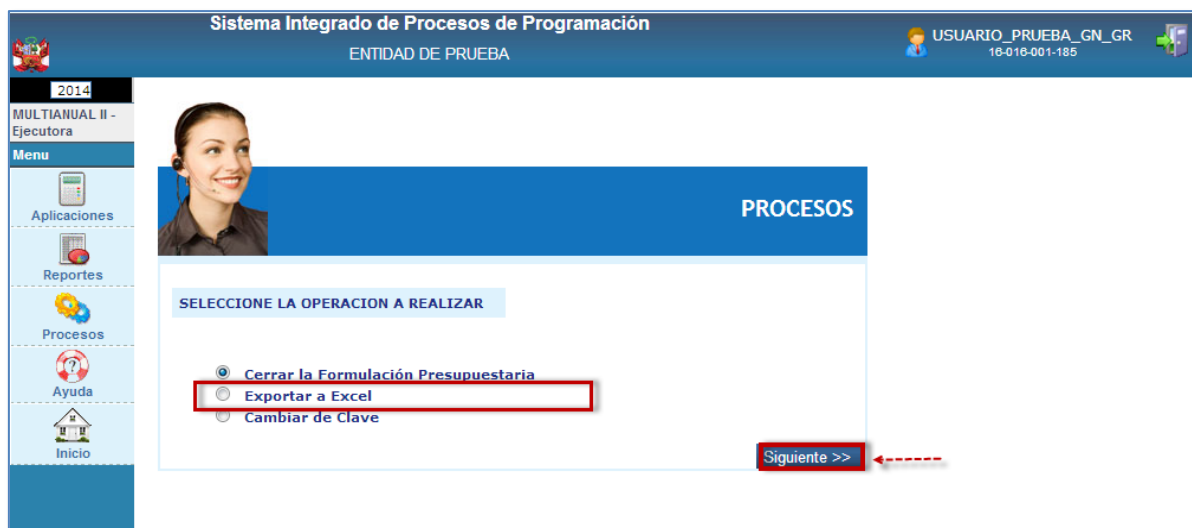 Sistema Integrado de Procesos de Programación
ENTIDAD DE PRUEBA
USUARIO_PRUEBA_GN_GR
16-016-001-185
2014
MULTIANUAL II -
Ejecutora
Menu
Aplicaciones
Reportes
Procesos
Ayuda
Inicio
PROCESOS
SELECCIONE LA OPERACION A REALIZAR
Cerrar la Formulación Presupuestaria
Exportar a Excel
Cambiar de Clave
Siguiente >>